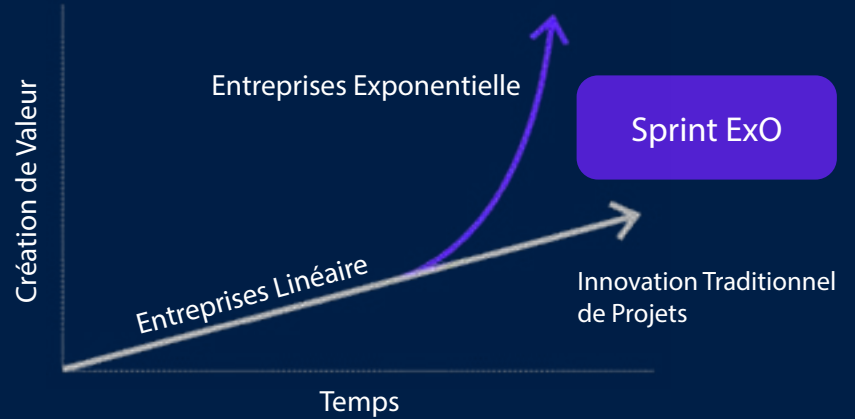 Création de Valeur
Entreprises Exponentielle
Sprint ExO
Entreprises Linéaire
Innovation Traditionnel
de Projets
Temps